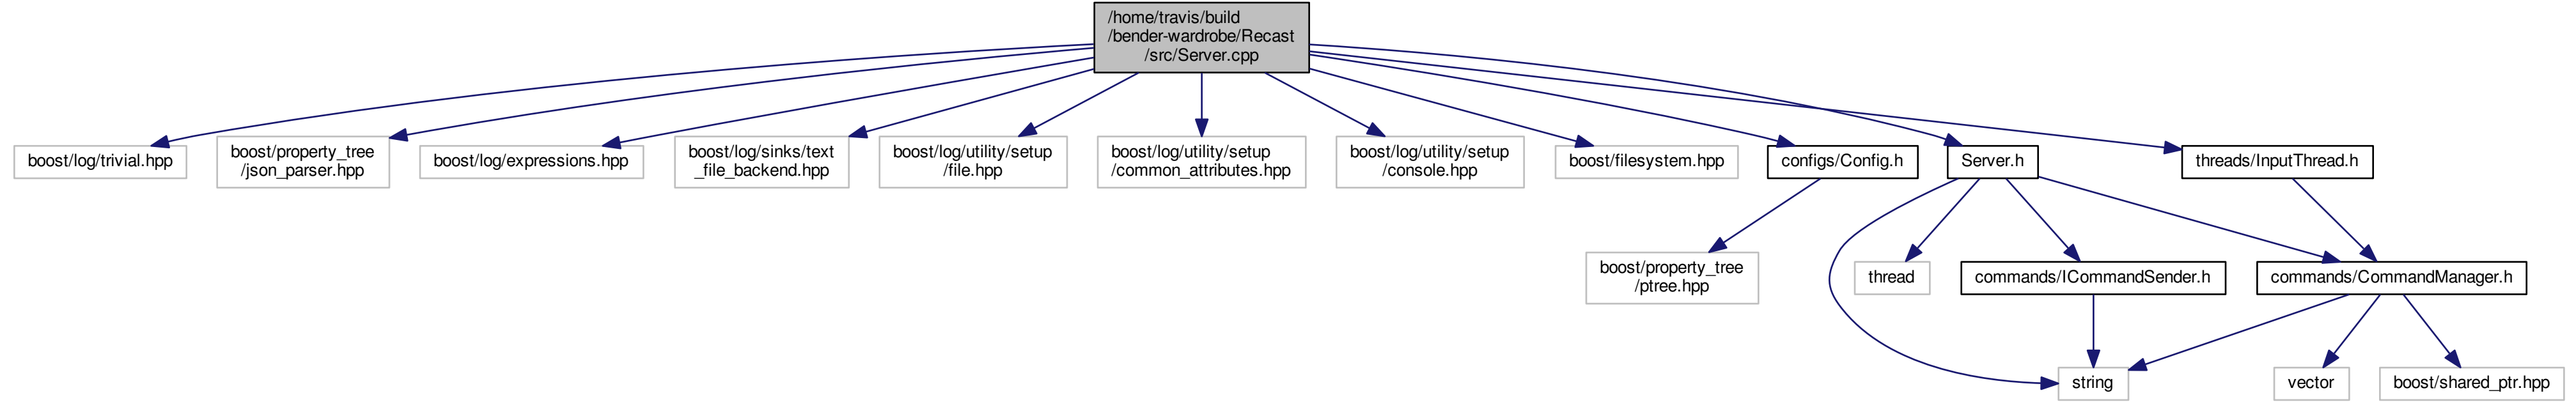 /home/travis/build
/bender-wardrobe/Recast
/src/Server.cpp
boost/log/trivial.hpp
boost/property_tree
/json_parser.hpp
boost/log/expressions.hpp
boost/log/sinks/text
_file_backend.hpp
boost/log/utility/setup
/file.hpp
boost/log/utility/setup
/common_attributes.hpp
boost/log/utility/setup
/console.hpp
boost/filesystem.hpp
configs/Config.h
Server.h
threads/InputThread.h
boost/property_tree
/ptree.hpp
thread
commands/ICommandSender.h
commands/CommandManager.h
string
vector
boost/shared_ptr.hpp